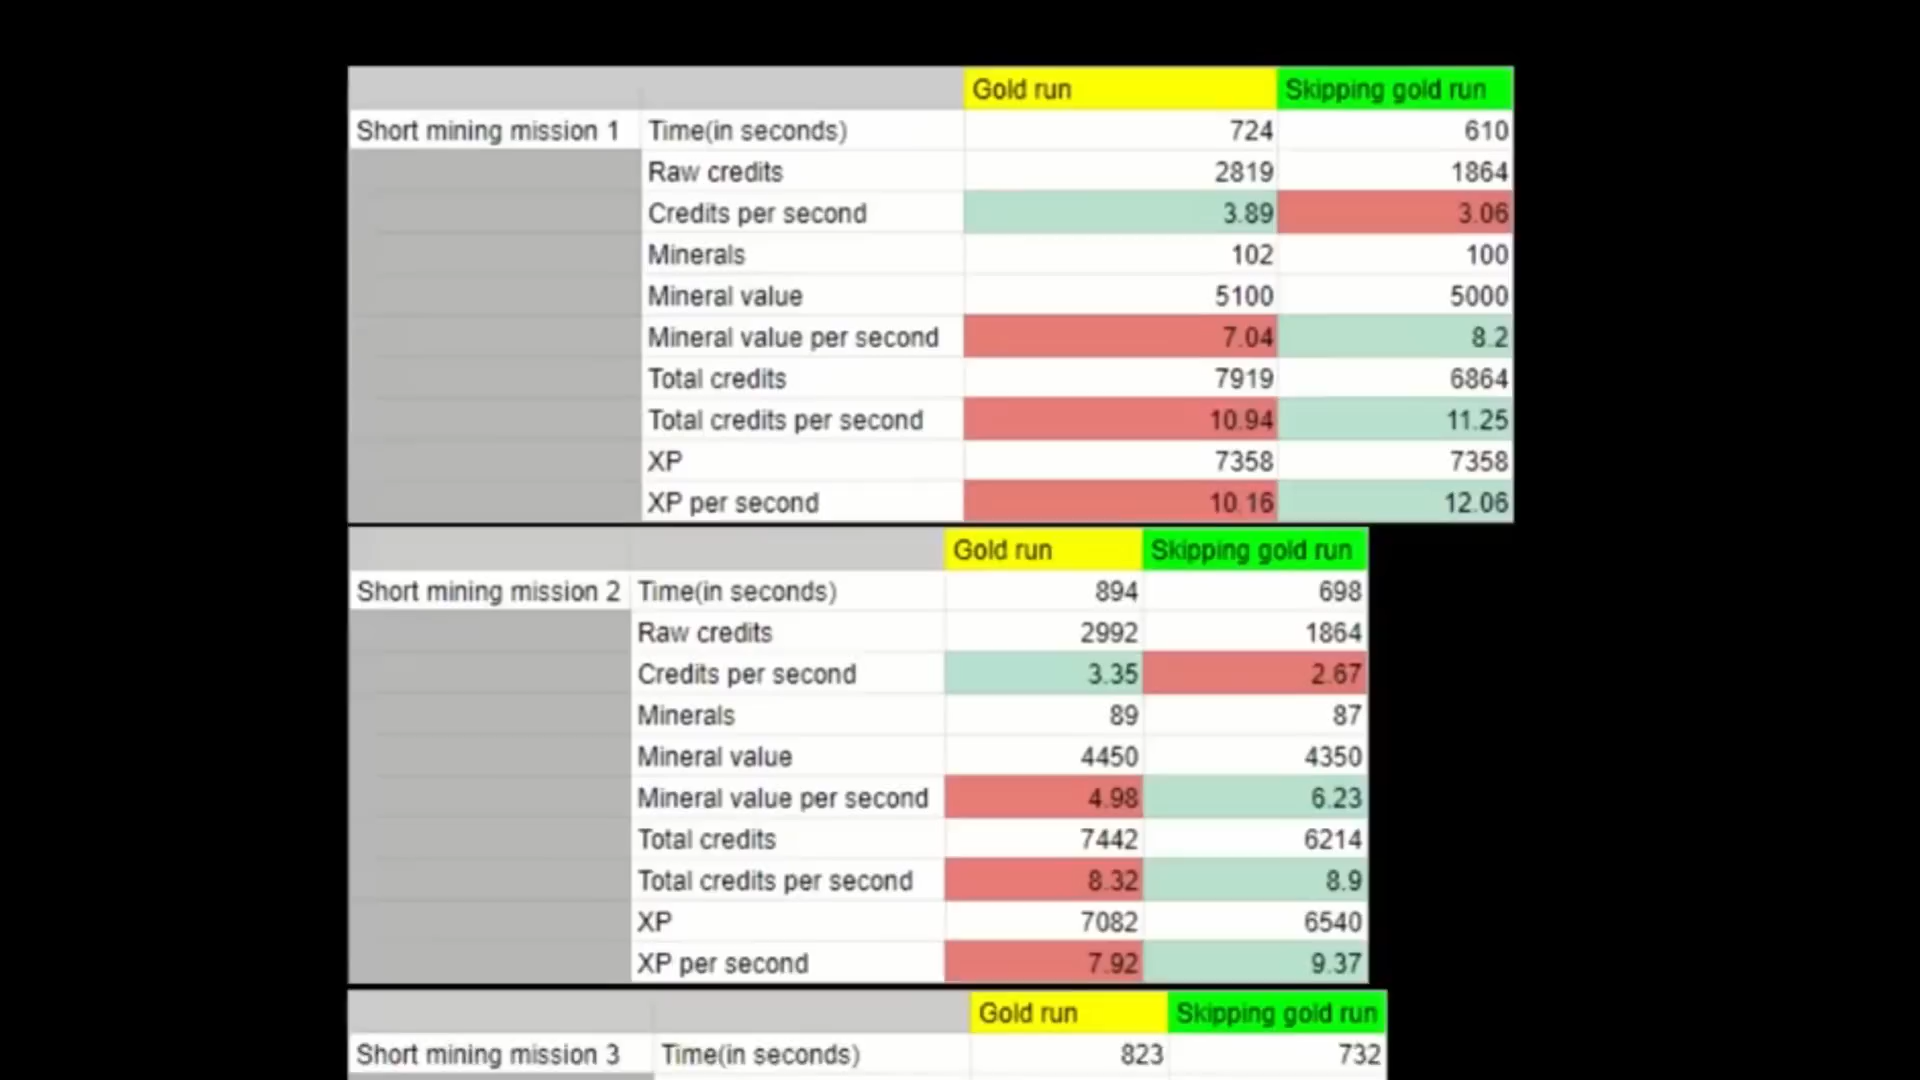 Gold run Skipping gold run
Short mining mission 1 Time(in seconds) 724 610
Raw credits 2819 1864
Credits per second 3.89 3.06
Minerals 102 100
Mineral value 5100 5000
Mineral value per second 7.04 8.2
Total credits 7919 6864
Total credits per second 10.94 11.25
XP 7358 7358
XP per second 10.16 12.06
Gold run Skipping gold run
Short mining mission 2 Time(in seconds) 894 698
Raw credits 2992 1864
Credits per second 3.35 2.67
Minerals 89 87
Mineral value 4450 4350
Mineral value per second 4.98 6.23
Total credits 7442 6214
Total credits per second 8.32 8.9
XP 7082 6540
XP per second 7.92 9.37
Gold run Skipping gold run
Short mining mission 3 Time(in seconds) 823 732